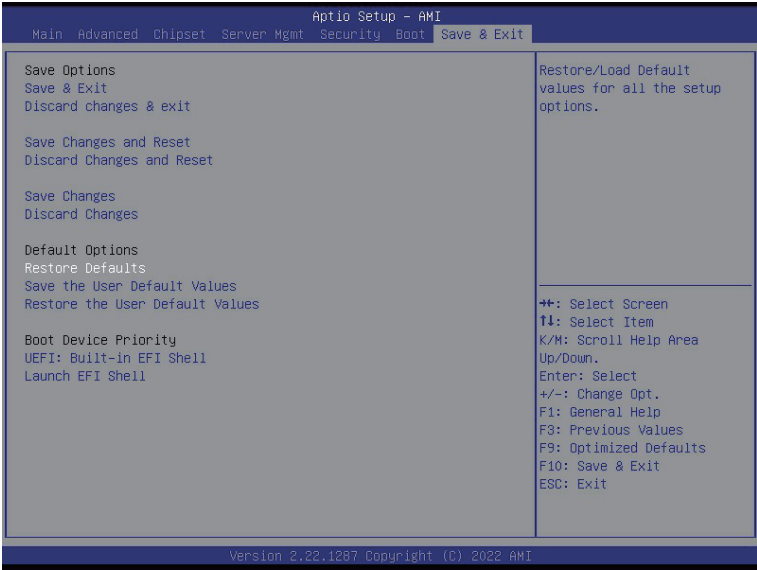 Aptio Setup - AMI
Main Advanced Chipset Server Mgmt Security Boot Save & Exit
Save Options
Save & Exit
Discard changes & exit
Save Changes and Reset
Discard Changes and Reset
Save Changes
Discard Changes
Default Options
Restore Defaults
Save the User Default Values
Restore the User Default Values
Boot Device Priority
UEFI: Built-in EFI Shell
Launch EFI Shell
Restore/Load Default
values for all the setup
options.
→←: Select Screen
↑↓: Select Item
K/M: Scroll Help Area
Up/Down.
Enter: Select
+/-: Change Opt.
F1: General Help
F3: Previous Values
F9: Optimized Defaults
F10: Save & Exit
ESC: Exit
Version 2.22.1287 Copyright (C) 2022 AMI